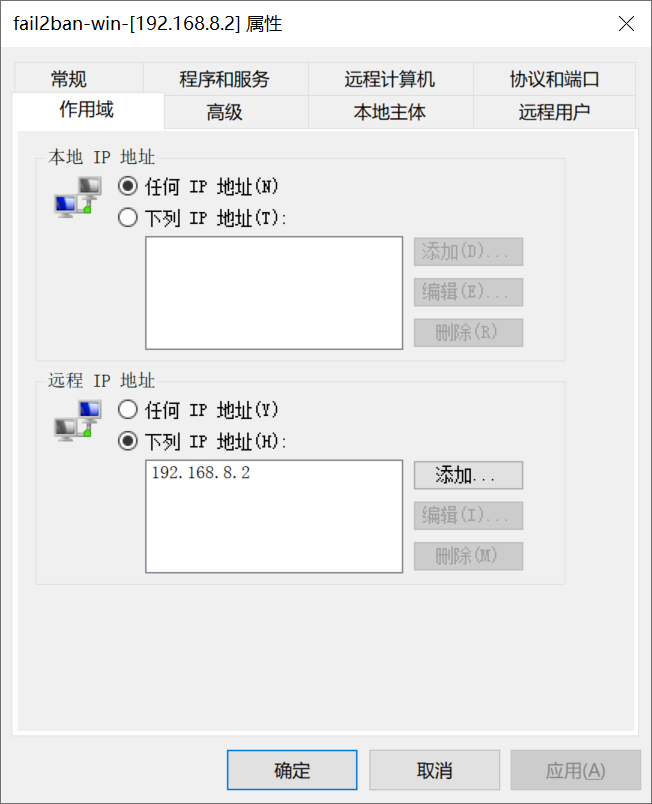 fail2ban-win-[192.168.8.2] 属性
常规
程序和服务
远程计算机
协议和端口
作用域
高级
本地主体
远程用户
本地 IP 地址
任何 IP 地址(N)
下列 IP 地址(T):
添加(D)...
编辑(E)...
删除(R)
远程 IP 地址
任何 IP 地址(Y)
下列 IP 地址(H):
192.168.8.2
添加...
编辑(I)...
删除(M)
确定
取消
应用(A)